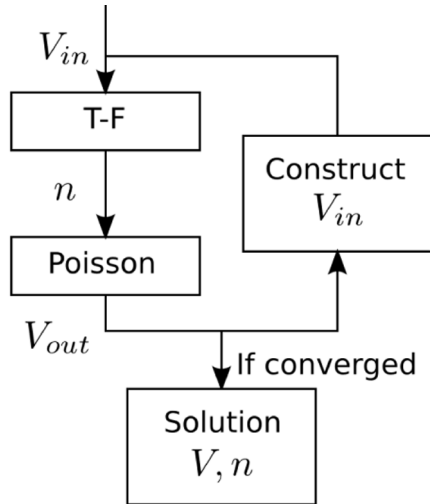 V_in
T-F
n
Poisson
V_out
Construct
V_in
If converged
Solution
V, n